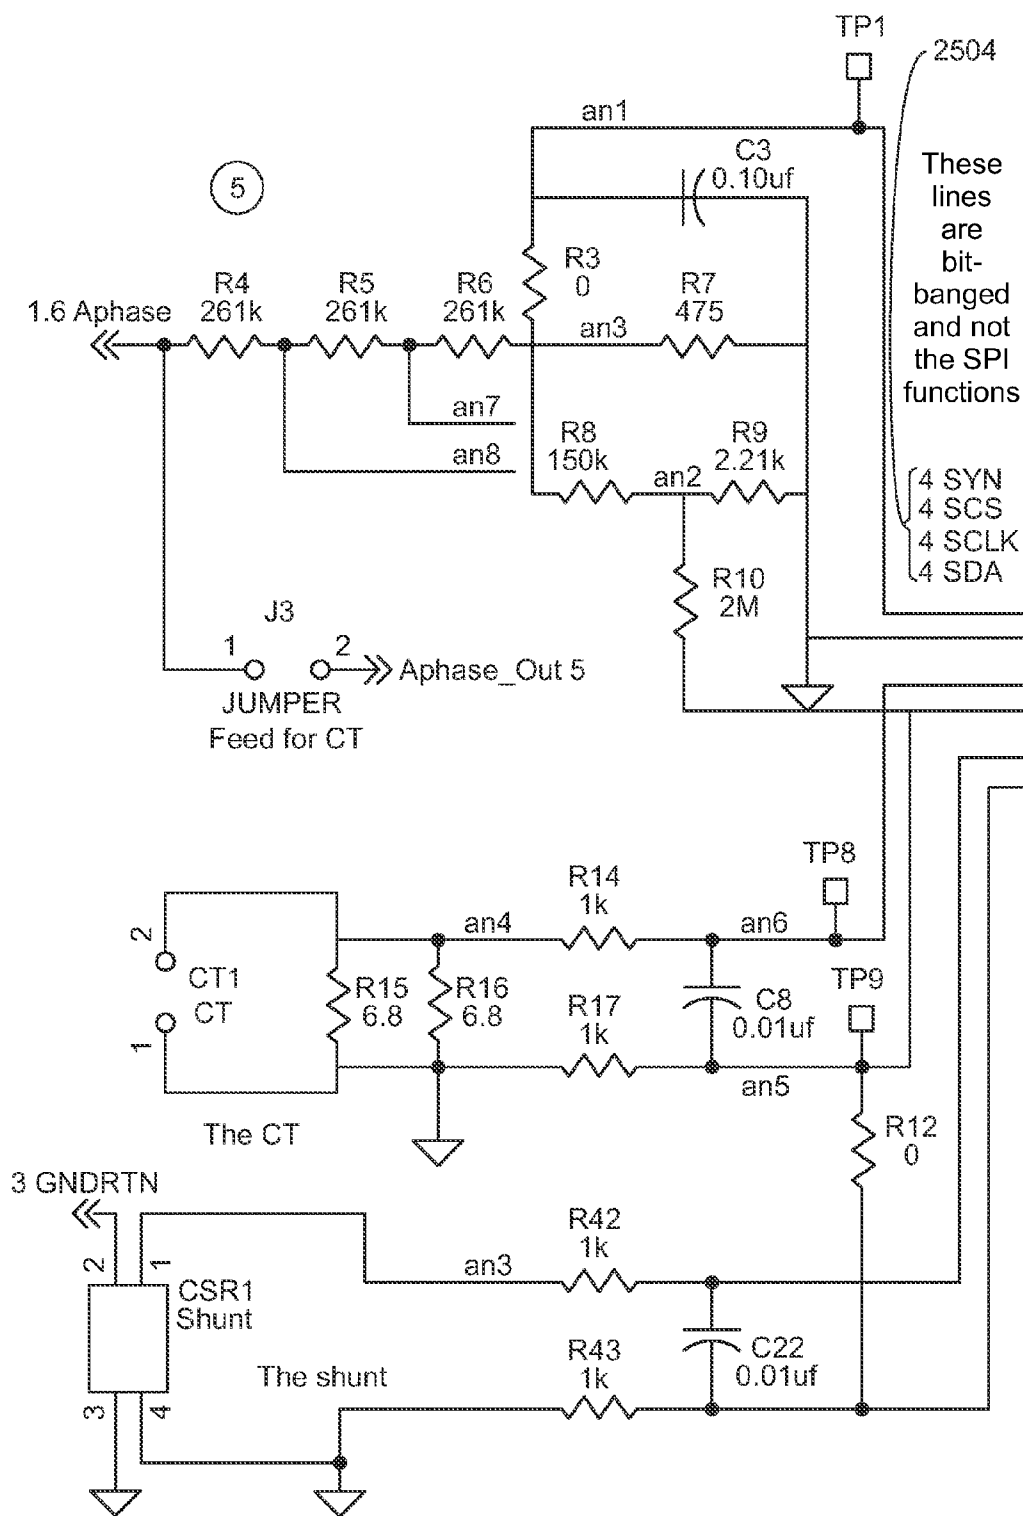 TP1
2504
an1
C3
0.10uf
These
lines
are
bit-
banged
and not
the SPI
functions
5
R3
0
R4
261k
R5
261k
R6
261k
R7
475
1.6 Aphase
an3
an7
an8
R8
150k
an2
R9
2.21k
4 SYN
4 SCS
4 SCLK
4 SDA
R10
2M
J3
1
2
Aphase_Out 5
JUMPER
Feed for CT
TP8
R14
1k
an4
an6
2
CT1
CT
1
R15
6.8
R16
6.8
R17
1k
C8
0.01uf
TP9
an5
The CT
R12
0
3 GNDRTN
2
1
R42
1k
an3
CSR1
Shunt
The shunt
R43
1k
C22
0.01uf
3
4